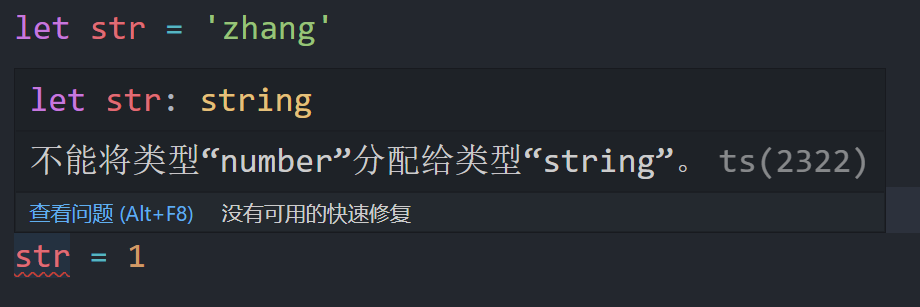 let str = 'zhang'
let str: string
不能将类型“number”分配给类型“string”。 ts(2322)
查看问题 (Alt+F8) 没有可用的快速修复
str = 1